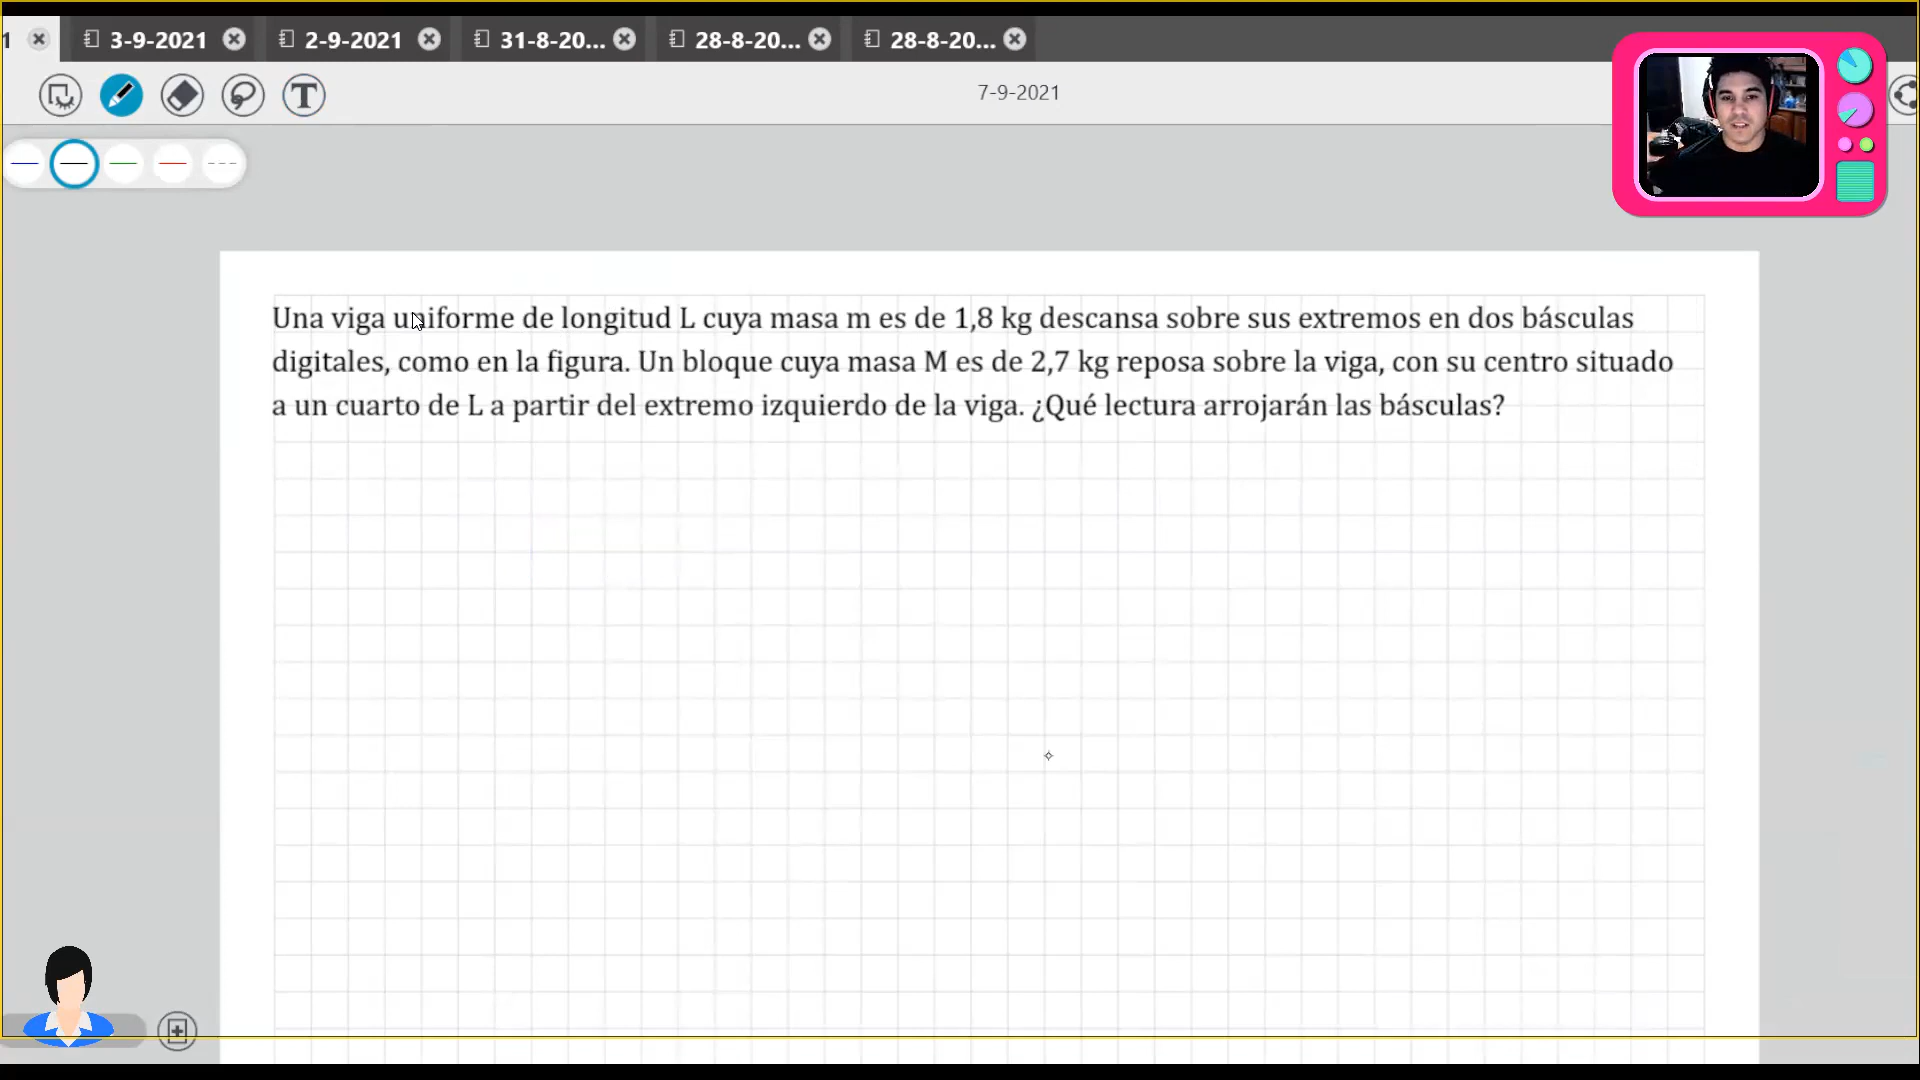 1 3-9-2021 2-9-2021 31-8-20... 28-8-20... 28-8-20...
T 7-9-2021
Una viga uniforme de longitud L cuya masa m es de 1,8 kg descansa sobre sus extremos en dos básculas
digitales, como en la figura. Un bloque cuya masa M es de 2,7 kg reposa sobre la viga, con su centro situado
a un cuarto de L a partir del extremo izquierdo de la viga. ¿Qué lectura arrojarán las básculas?